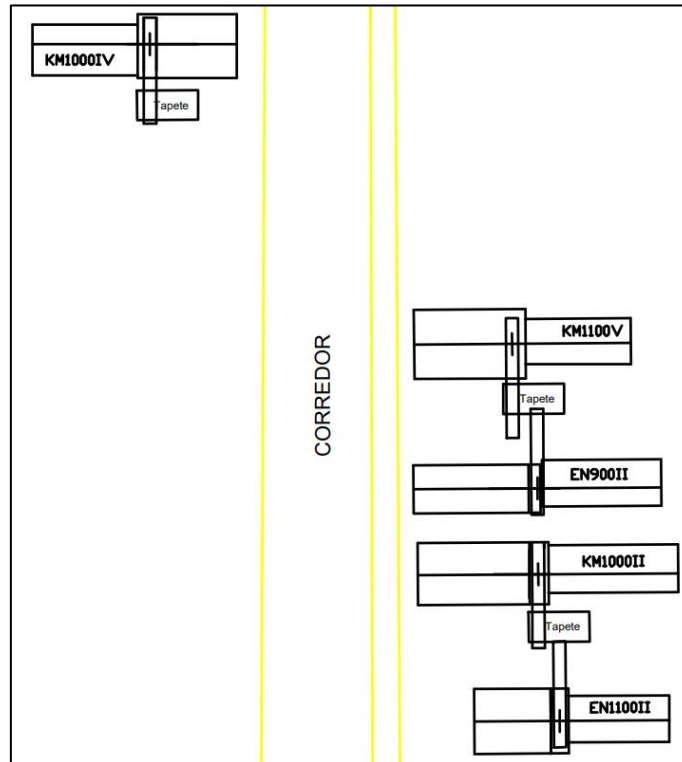 KM1000IV
Tapete
CORREDOR
KM1100V
Tapete
EN900II
KM1000II
Tapete
EN1100II